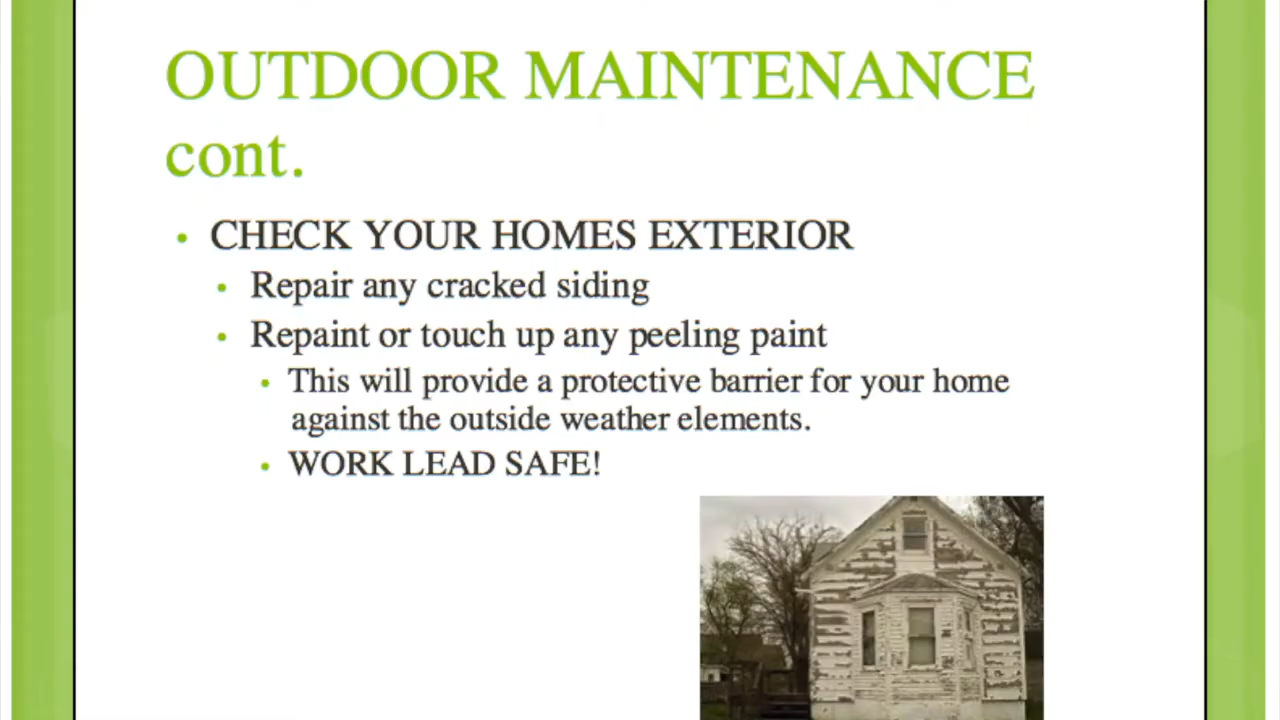 OUTDOOR MAINTENANCE
cont.
• CHECK YOUR HOMES EXTERIOR
• Repair any cracked siding
• Repaint or touch up any peeling paint
• This will provide a protective barrier for your home
against the outside weather elements.
• WORK LEAD SAFE!